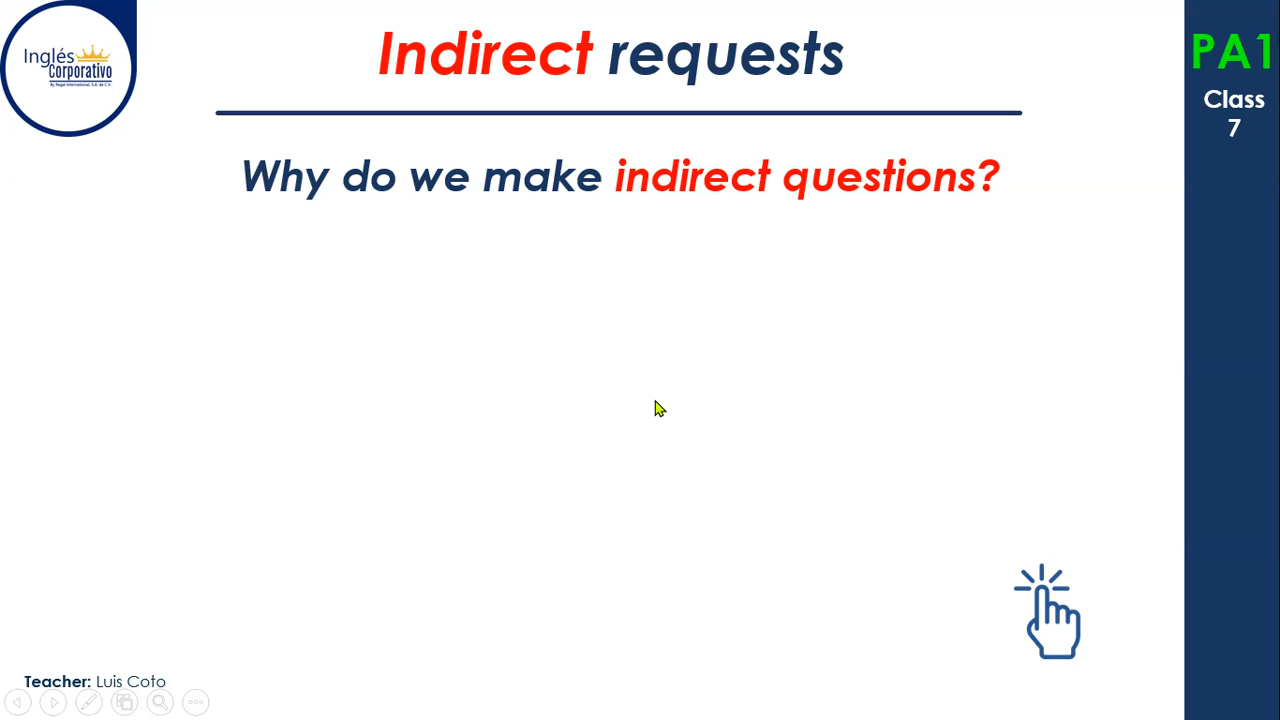 Inglés
Corporativo
By Regal International, S.A. de C.V
Indirect requests
PA1
Class
7
Why do we make indirect questions?
Teacher: Luis Coto